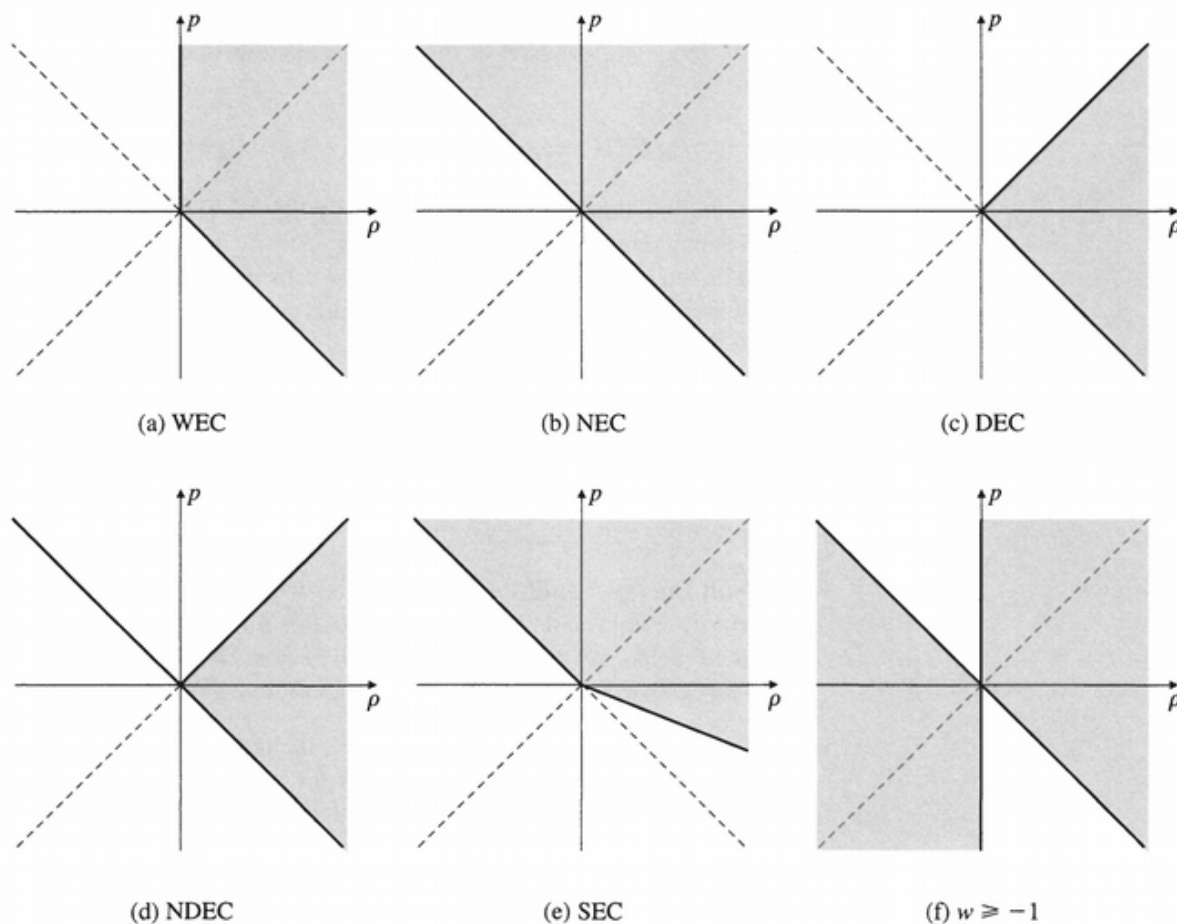 p
ρ
(a) WEC
p
ρ
(b) NEC
p
ρ
(c) DEC
p
ρ
(d) NDEC
p
ρ
(e) SEC
p
ρ
(f) w ⩾ −1